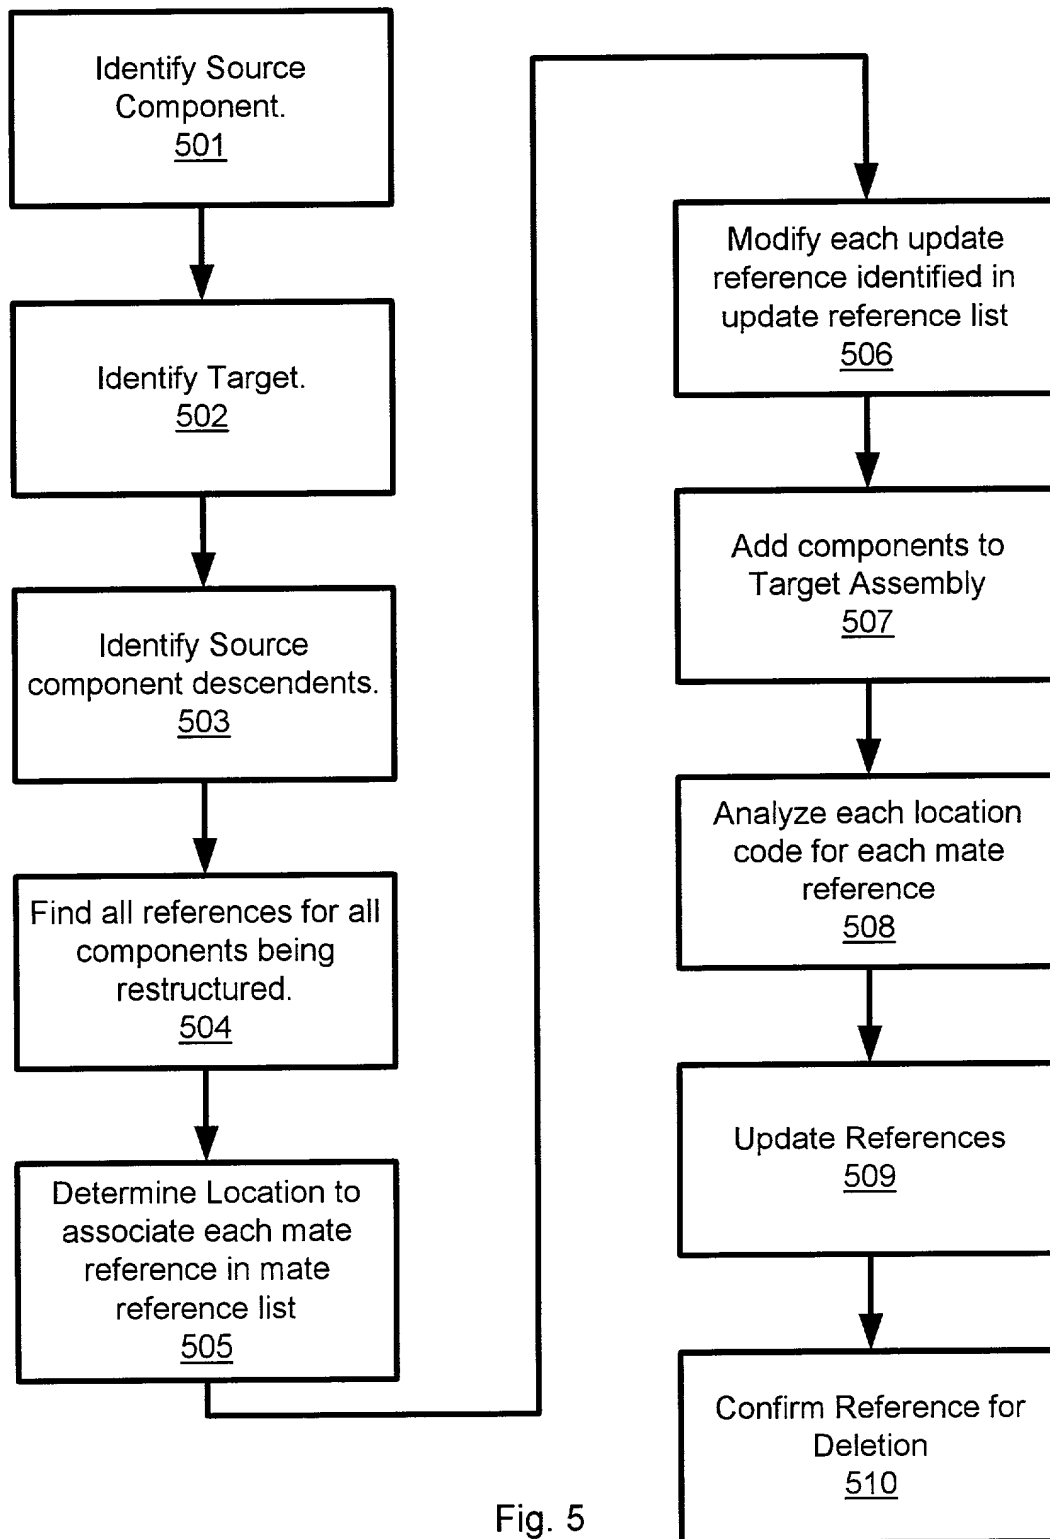 Identify Source
Component.
501
Identify Target.
502
Identify Source
component descendents.
503
Find all references for all
components being
restructured.
504
Determine Location to
associate each mate
reference in mate
reference list
505
Modify each update
reference identified in
update reference list
506
Add components to
Target Assembly
507
Analyze each location
code for each mate
reference
508
Update References
509
Confirm Reference for
Deletion
510
Fig. 5